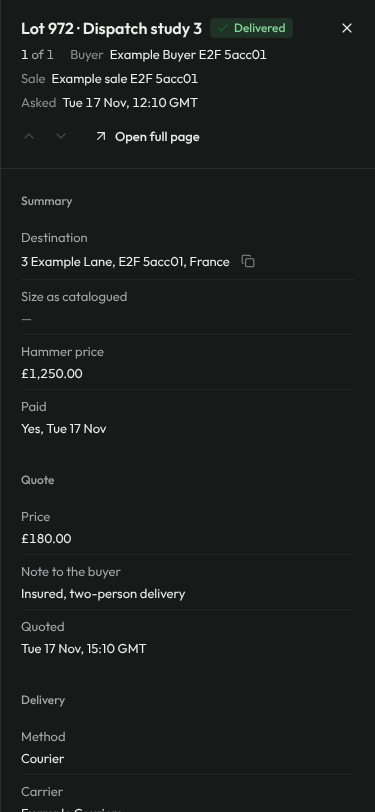 Lot 972 · Dispatch study 3 Delivered
1 of 1 Buyer Example Buyer E2F 5acc01
Sale Example sale E2F 5acc01
Asked Tue 17 Nov, 12:10 GMT
Open full page
Summary
Destination
3 Example Lane, E2F 5acc01, France
Size as catalogued
—
Hammer price
£1,250.00
Paid
Yes, Tue 17 Nov
Quote
Price
£180.00
Note to the buyer
Insured, two-person delivery
Quoted
Tue 17 Nov, 15:10 GMT
Delivery
Method
Courier
Carrier